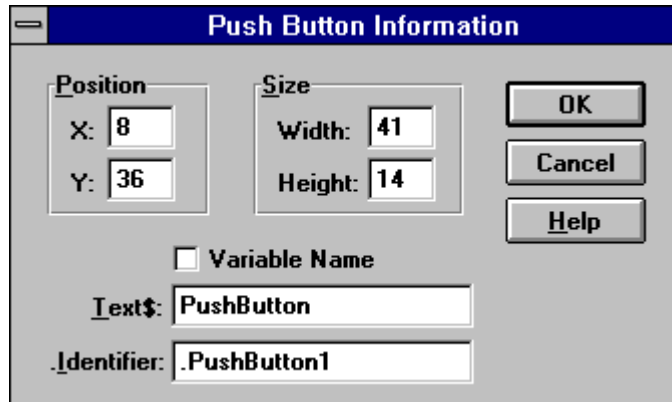 Push Button Information
Position
X: 8
Y: 36
Size
Width: 41
Height: 14
OK
Cancel
Help
Variable Name
Text$: PushButton
.Identifier: .PushButton1